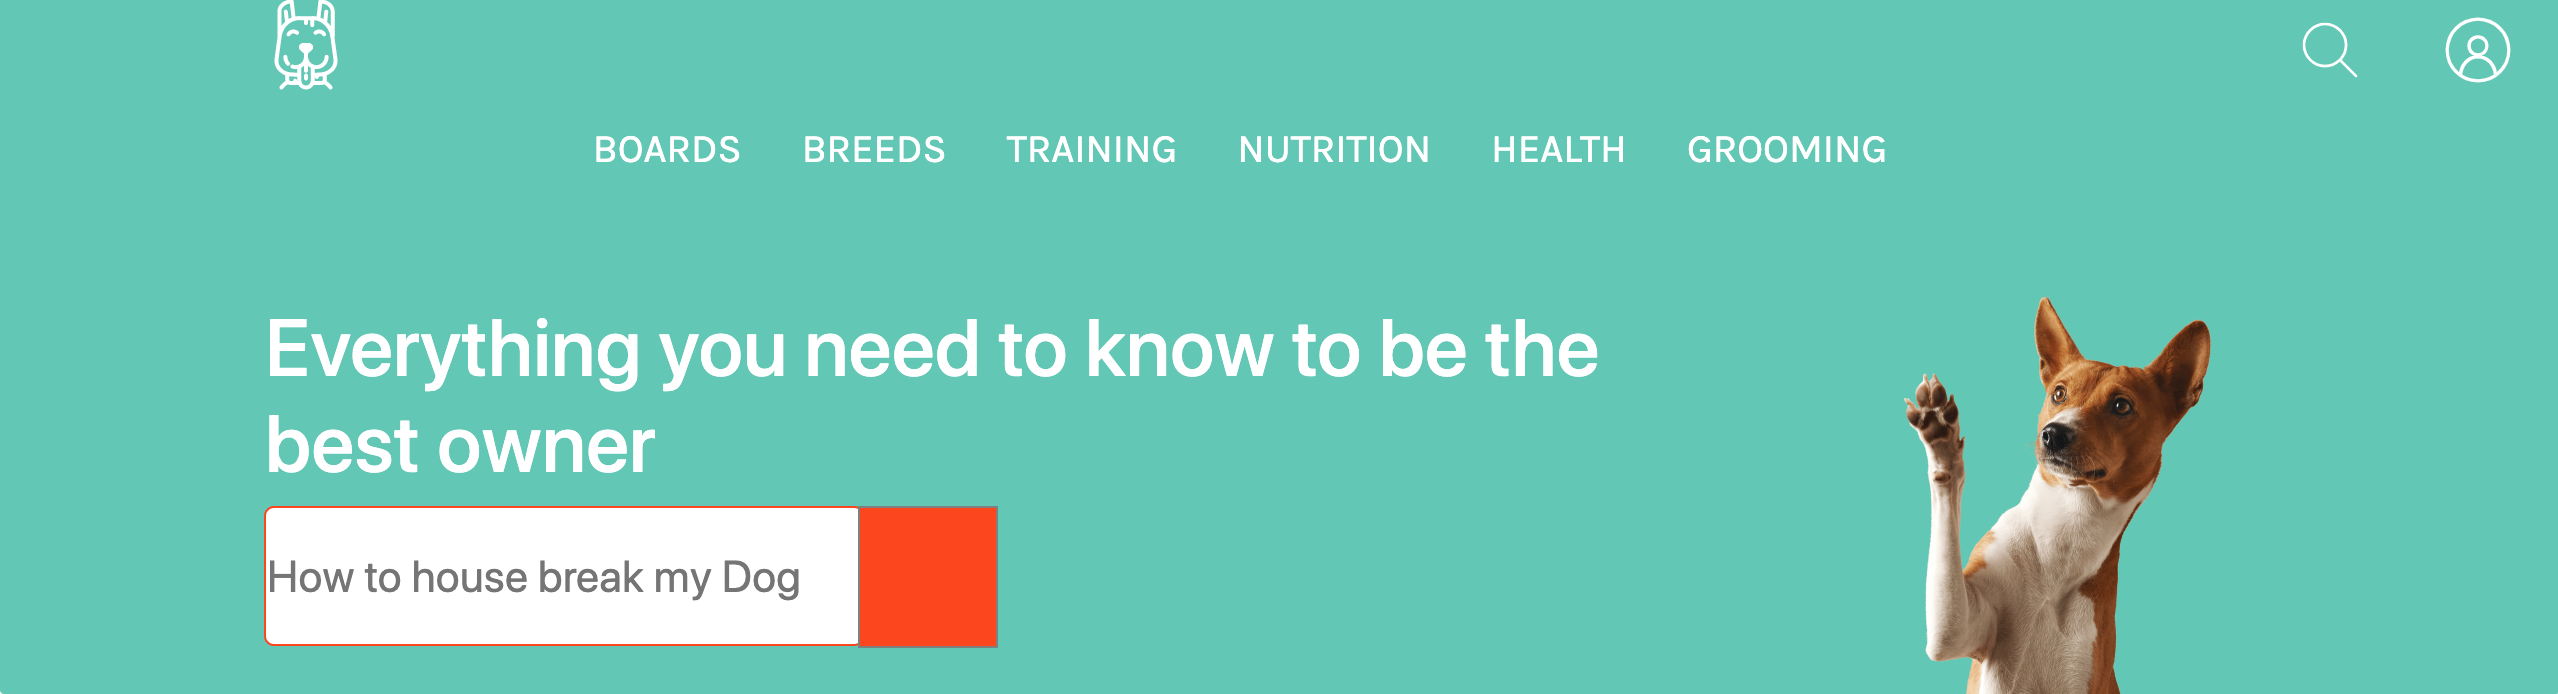 BOARDS BREEDS TRAINING NUTRITION HEALTH GROOMING
Everything you need to know to be the
best owner
How to house break my Dog